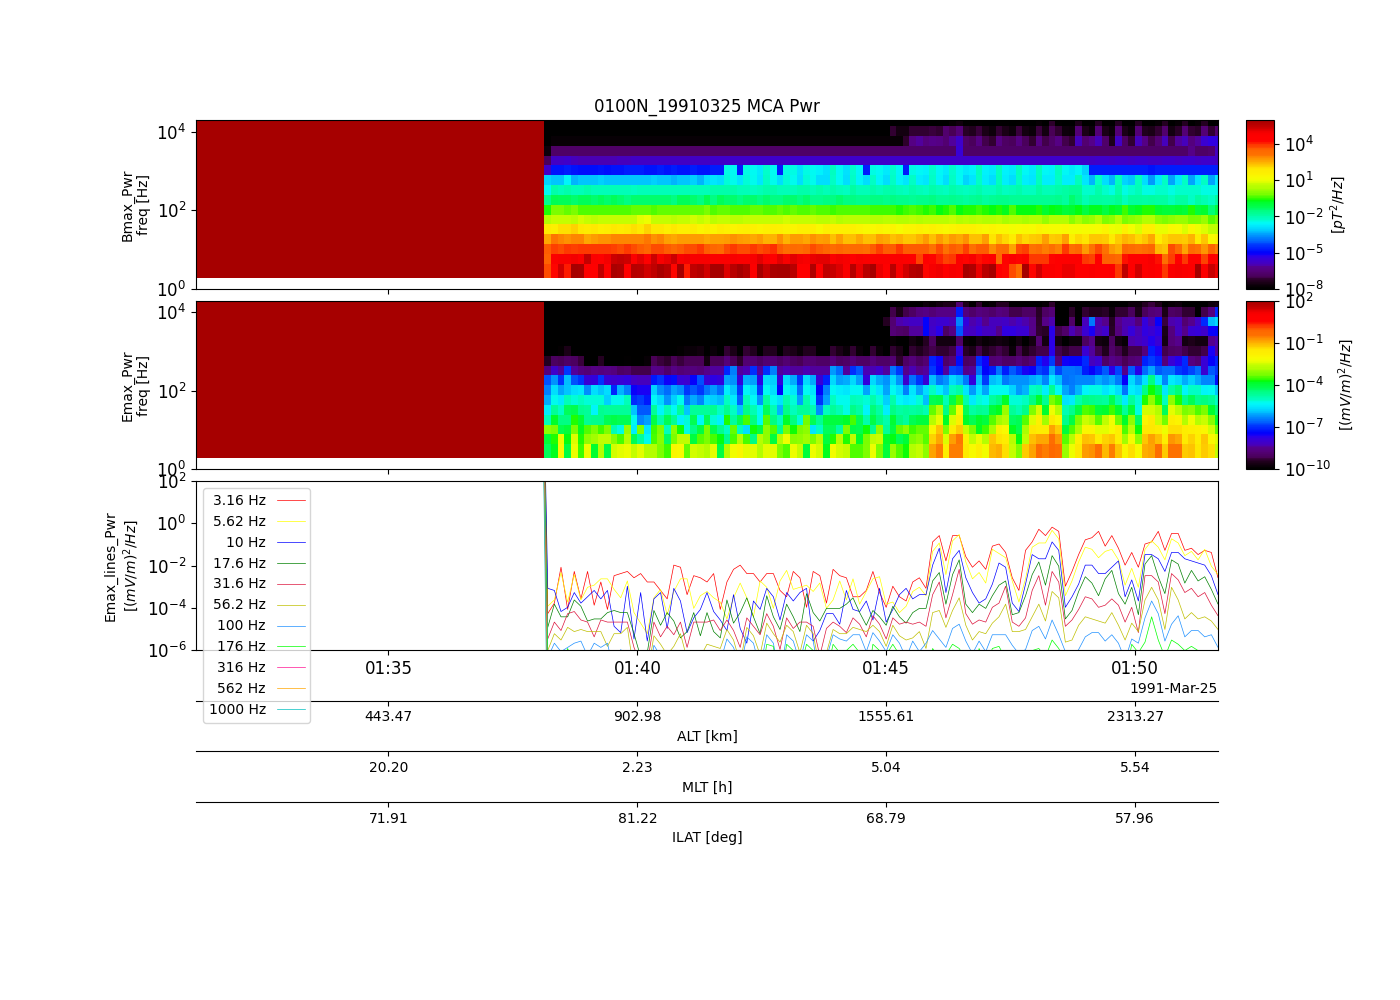 0100N_19910325 MCA Pwr
Bmax_Pwr
freq [Hz]
10^4
10^2
10^0
10^4
10^1
10^-2
10^-5
10^-8
[pT^2/Hz]
Emax_Pwr
freq [Hz]
10^4
10^2
10^0
10^2
10^-1
10^-4
10^-7
10^-10
[(mV/m)^2/Hz]
Emax_lines_Pwr
[(mV/m)^2/Hz]
10^2
10^0
10^-2
10^-4
10^-6
3.16 Hz
5.62 Hz
10 Hz
17.6 Hz
31.6 Hz
56.2 Hz
100 Hz
176 Hz
316 Hz
562 Hz
1000 Hz
01:35 01:40 01:45 01:50
1991-Mar-25
443.47 902.98 1555.61 2313.27
ALT [km]
20.20 2.23 5.04 5.54
MLT [h]
71.91 81.22 68.79 57.96
ILAT [deg]